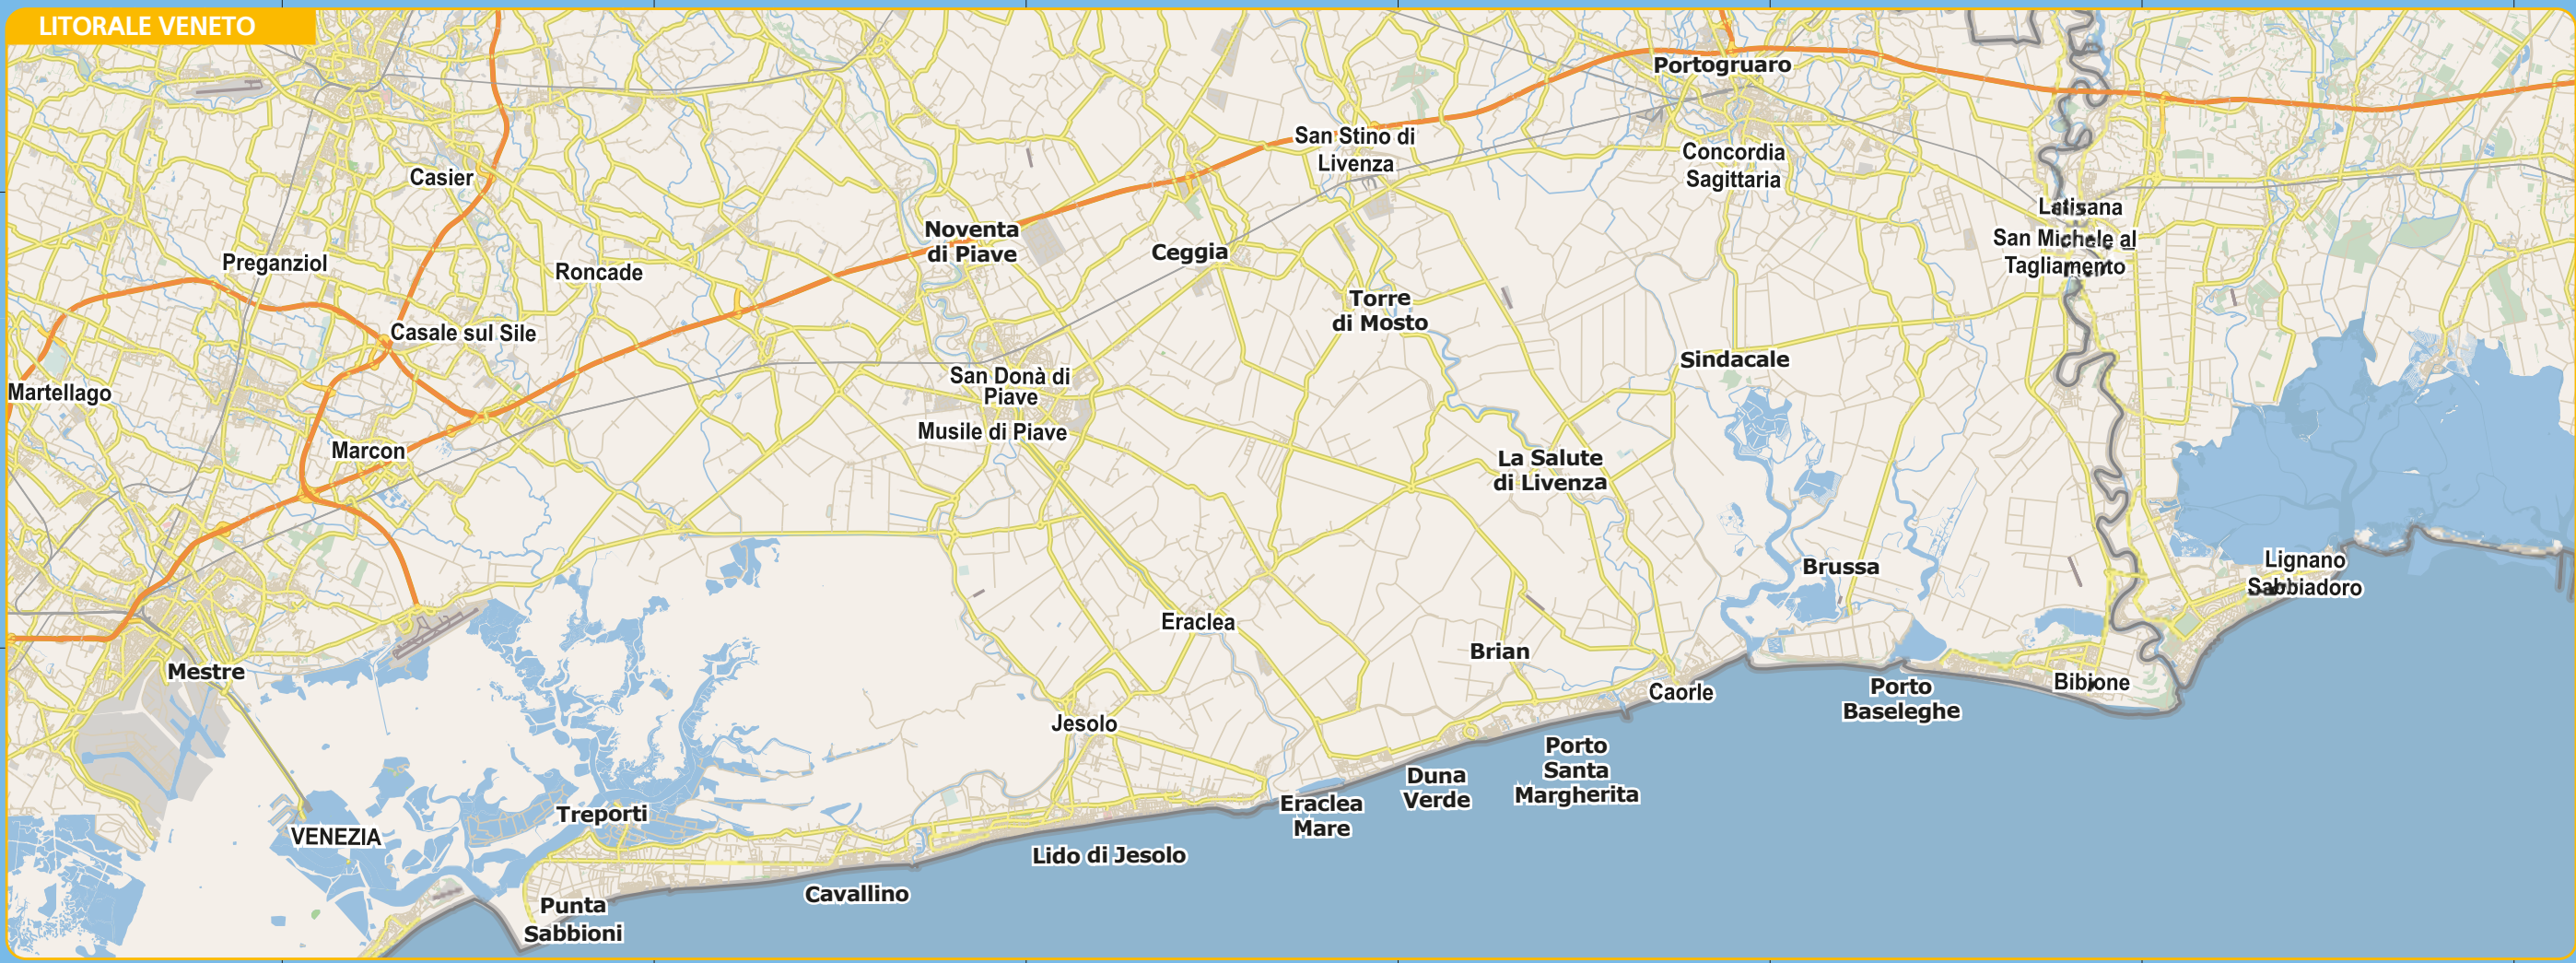 LITORALE VENETO
Portogruaro
San Stino di
Livenza
Concordia
Sagittaria
Casier
Latisana
San Michele al
Tagliamento
Noventa
di Piave
Ceggia
Preganziol
Roncade
Torre
di Mosto
Casale sul Sile
Sindacale
Martellago
San Donà di
Piave
Musile di Piave
Marcon
La Salute
di Livenza
Brussa
Lignano
Sabbiadoro
Eraclea
Brian
Mestre
Caorle
Porto
Baseleghe
Bibione
Jesolo
Porto
Santa
Margherita
Duna
Verde
Eraclea
Mare
Treporti
VENEZIA
Lido di Jesolo
Cavallino
Punta
Sabbioni